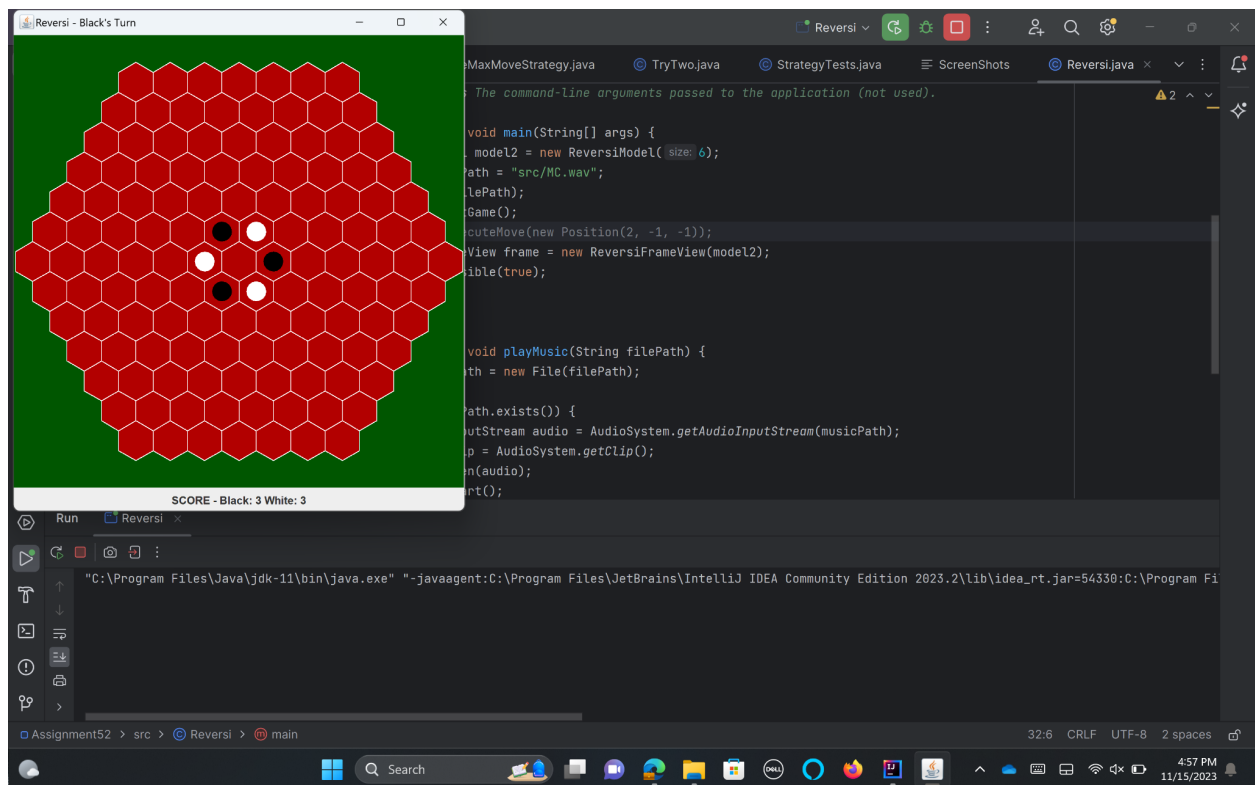 Reversi - Black's Turn
Reversi
eMaxMoveStrategy.java TryTwo.java StrategyTests.java ScreenShots Reversi.java
The command-line arguments passed to the application (not used).
2
void main(String[] args) {
model2 = new ReversiModel( size: 6);
Path = "src/MC.wav";
lePath);
tGame();
ecuteMove(new Position(2, -1, -1));
eView frame = new ReversiFrameView(model2);
ible(true);
void playMusic(String filePath) {
ath = new File(filePath);
Path.exists()) {
utStream audio = AudioSystem.getAudioInputStream(musicPath);
ip = AudioSystem.getClip();
en(audio);
art();
SCORE - Black: 3 White: 3
Run Reversi
"C:\Program Files\Java\jdk-11\bin\java.exe" "-javaagent:C:\Program Files\JetBrains\IntelliJ IDEA Community Edition 2023.2\lib\idea_rt.jar=54330:C:\Program Fi
Assignment52 > src > Reversi > main
32:6 CRLF UTF-8 2 spaces
Search
DELL
4:57 PM
11/15/2023